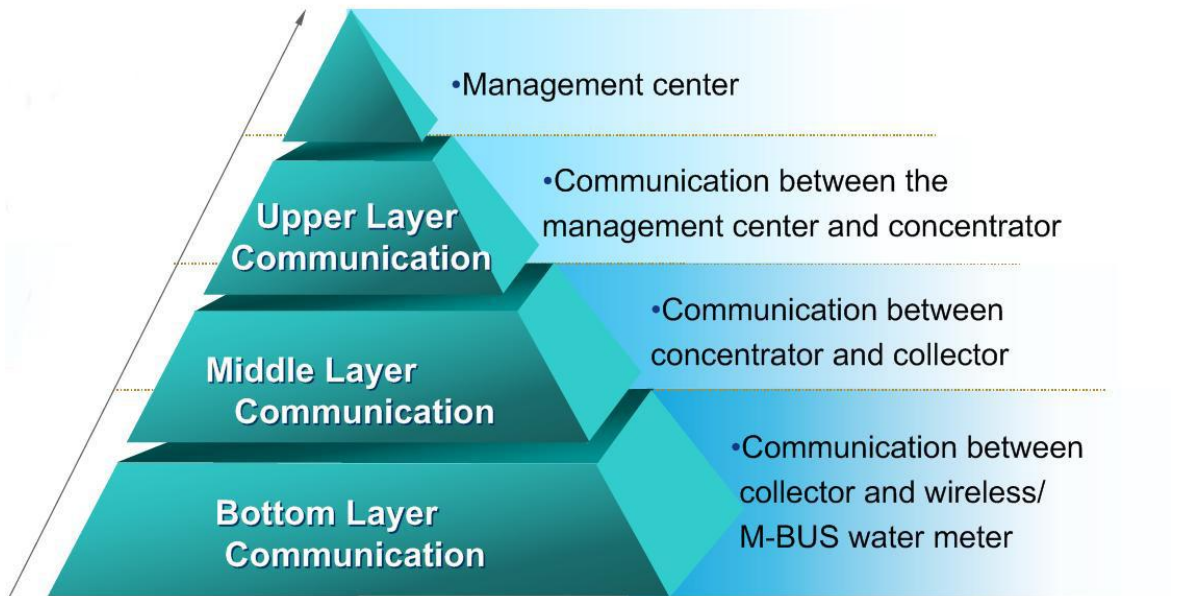 •Management center
Upper Layer
Communication
•Communication between the
management center and concentrator
Middle Layer
Communication
•Communication between
concentrator and collector
Bottom Layer
Communication
•Communication between
collector and wireless/
M-BUS water meter